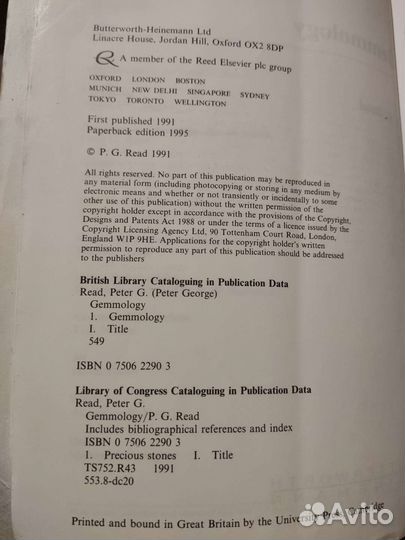 Butterworth-Heinemann Ltd
Linacre House, Jordan Hill, Oxford OX2 8DP
A member of the Reed Elsevier plc group
OXFORD LONDON BOSTON
MUNICH NEW DELHI SINGAPORE SYDNEY
TOKYO TORONTO WELLINGTON
First published 1991
Paperback edition 1995
© P. G. Read 1991
All rights reserved. No part of this publication may be reproduced in
any material form (including photocopying or storing in any medium by
electronic means and whether or not transiently or incidentally to some
other use of this publication) without the written permission of the
copyright holder except in accordance with the provisions of the Copyright,
Designs and Patents Act 1988 or under the terms of a licence issued by the
Copyright Licensing Agency Ltd, 90 Tottenham Court Road, London,
England W1P 9HE. Applications for the copyright holder's written
permission to reproduce any part of this publication should be addressed
to the publishers
British Library Cataloguing in Publication Data
Read, Peter G. (Peter George)
Gemmology
1. Gemmology
I. Title
549
ISBN 0 7506 2290 3
Library of Congress Cataloguing in Publication Data
Read, Peter G.
Gemmology/P. G. Read
Includes bibliographical references and index
ISBN 0 7506 2290 3
1. Precious stones I. Title
TS752.R43 1991
553.8-dc20
Printed and bound in Great Britain by the University Press, Cambridge
Avito